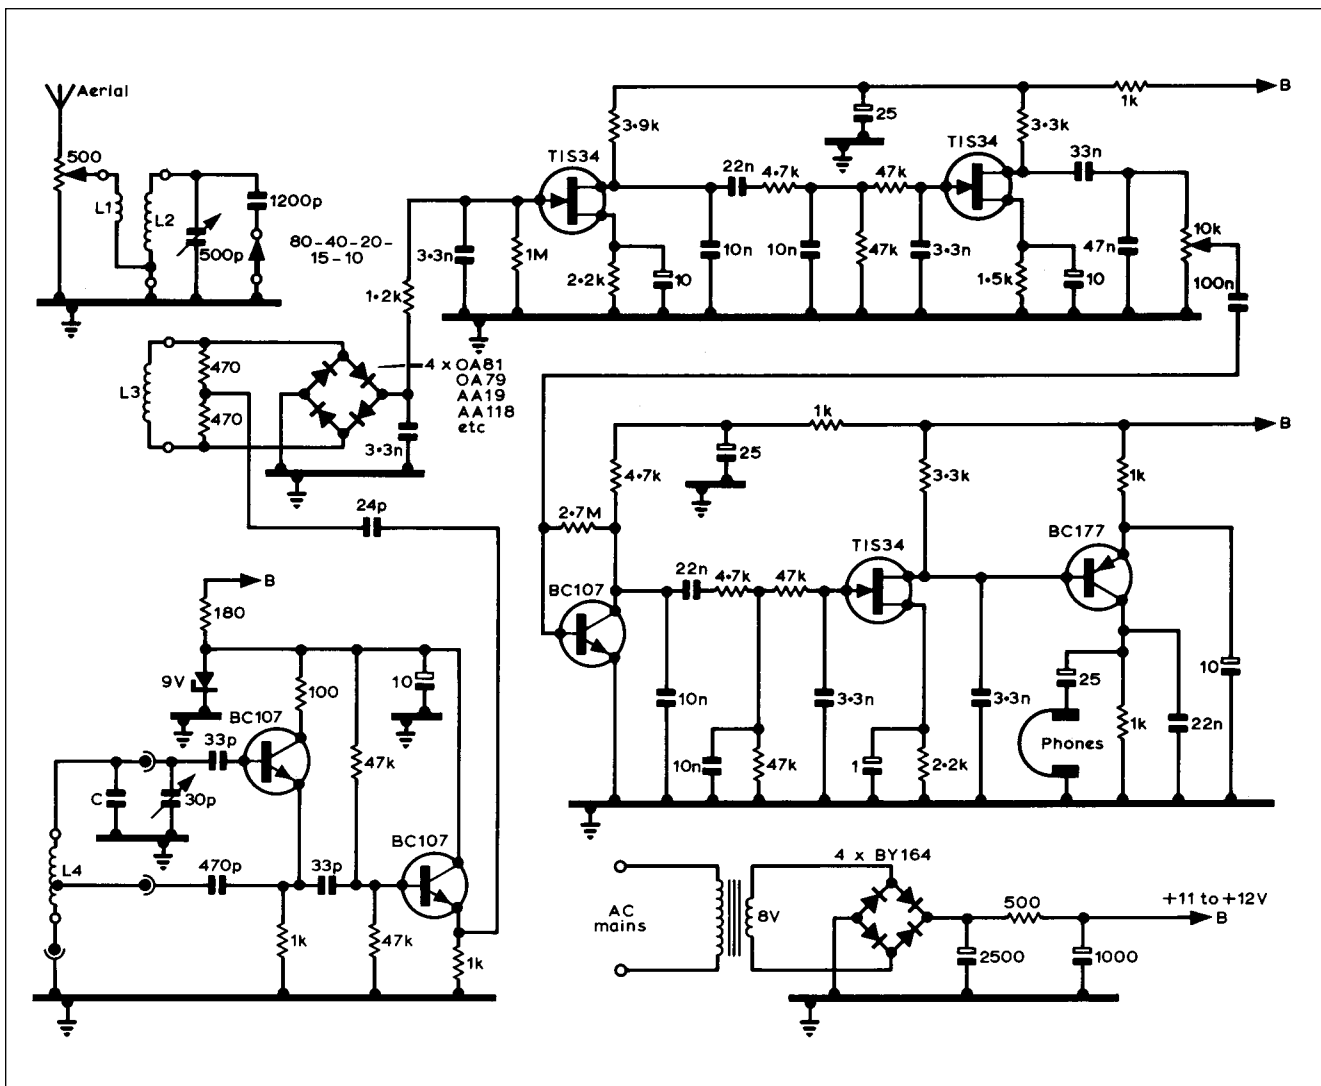 Aerial
500
L1
L2
500p
1200p
80-40-20-
15-10
3·3n
1M
TIS34
3·9k
2·2k
10
10n
22n
4·7k
10n
25
47k
47k
3·3n
TIS34
3·3k
1·5k
10
1k
B
33n
47n
10k
100n
1·2k
L3
470
470
4 x OA81
OA79
AA19
AA118
etc
3·3n
24p
4·7k
2·7M
25
1k
B
3·3k
1k
BC107
22n
4·7k
47k
TIS34
BC177
10n
10n
47k
3·3n
1
2·2k
3·3n
25
Phones
1k
22n
10
B
180
9V
BC107
100
10
33p
47k
C
30p
L4
470p
33p
BC107
1k
47k
1k
AC
mains
8V
4 x BY164
500
2500
1000
+11 to +12V
B